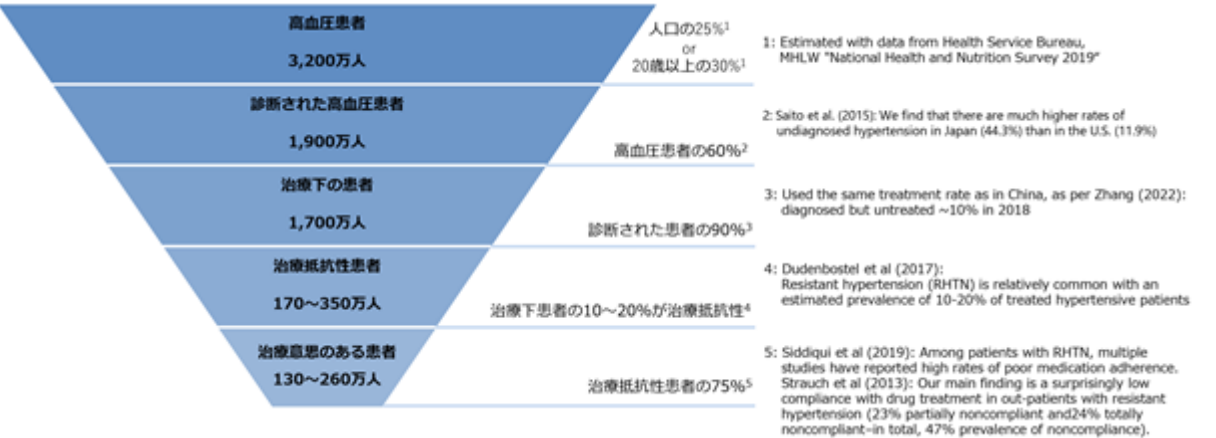 高血圧患者
3,200万人
人口の25%1
or
20歳以上の30%1
1: Estimated with data from Health Service Bureau,
MHLW "National Health and Nutrition Survey 2019"
診断された高血圧患者
1,900万人
高血圧患者の60%2
2: Saito et al. (2015): We find that there are much higher rates of
undiagnosed hypertension in Japan (44.3%) than in the U.S. (11.9%)
治療下の患者
1,700万人
診断された患者の90%3
3: Used the same treatment rate as in China, as per Zhang (2022):
diagnosed but untreated ~10% in 2018
治療抵抗性患者
170～350万人
治療下患者の10～20%が治療抵抗性4
4: Dudenbostel et al (2017):
Resistant hypertension (RHTN) is relatively common with an
estimated prevalence of 10-20% of treated hypertensive patients
治療意思のある患者
130～260万人
治療抵抗性患者の75%5
5: Siddiqui et al (2019): Among patients with RHTN, multiple
studies have reported high rates of poor medication adherence.
Strauch et al (2013): Our main finding is a surprisingly low
compliance with drug treatment in out-patients with resistant
hypertension (23% partially noncompliant and24% totally
noncompliant–in total, 47% prevalence of noncompliance).